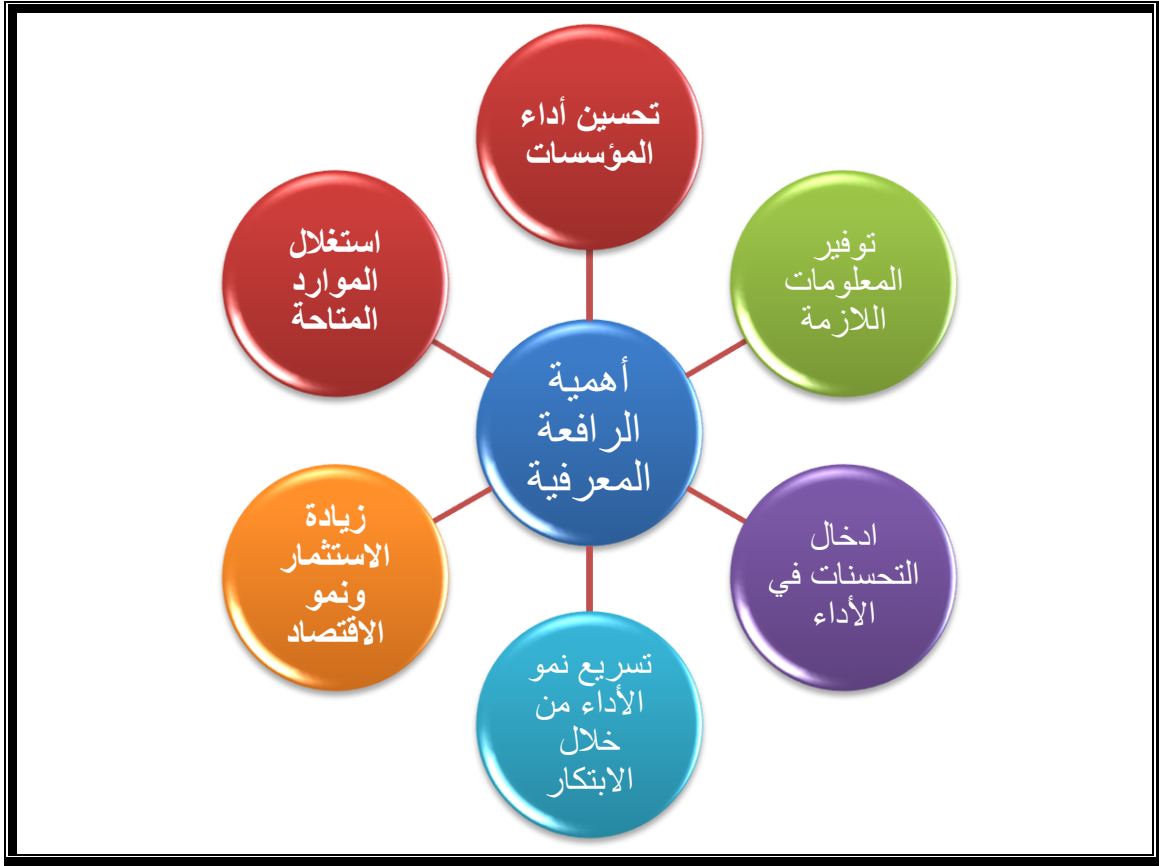 تحسين أداء
المؤسسات
توفير
المعلومات
اللازمة
استغلال
الموارد
المتاحة
أهمية
الرافعة
المعرفية
ادخال
التحسنات في
الأداء
زيادة
الاستثمار
ونمو
الاقتصاد
تسريع نمو
الأداء من
خلال
الابتكار